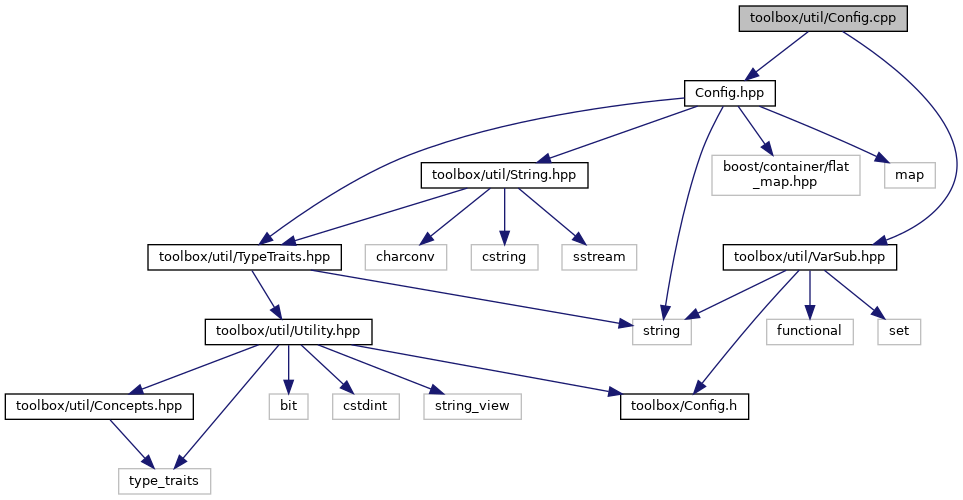 toolbox/util/Config.cpp
Config.hpp
toolbox/util/String.hpp
boost/container/flat
_map.hpp
map
toolbox/util/TypeTraits.hpp
charconv
cstring
sstream
toolbox/util/VarSub.hpp
toolbox/util/Utility.hpp
string
functional
set
toolbox/util/Concepts.hpp
bit
cstdint
string_view
toolbox/Config.h
type_traits